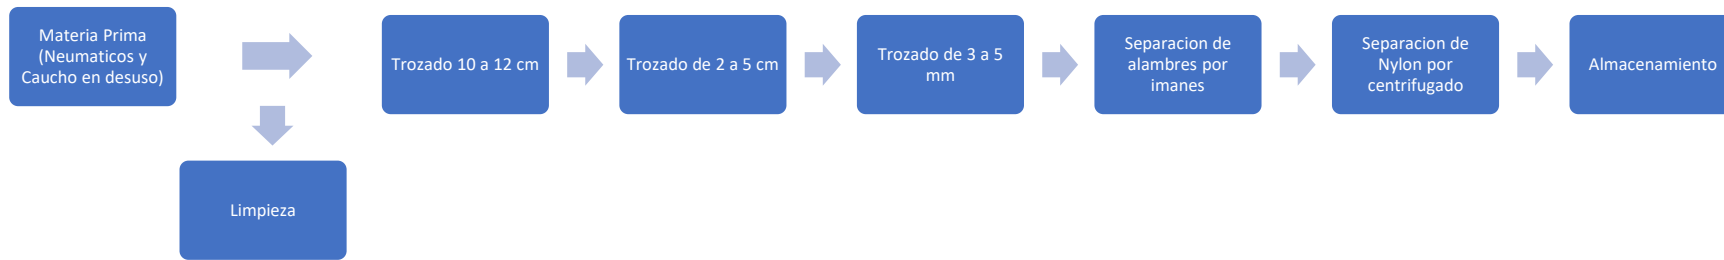 Materia Prima
(Neumaticos y
Caucho en desuso)
Trozado 10 a 12 cm
Trozado de 2 a 5 cm
Trozado de 3 a 5
mm
Separacion de
alambres por
imanes
Separacion de
Nylon por
centrifugado
Almacenamiento
Limpieza